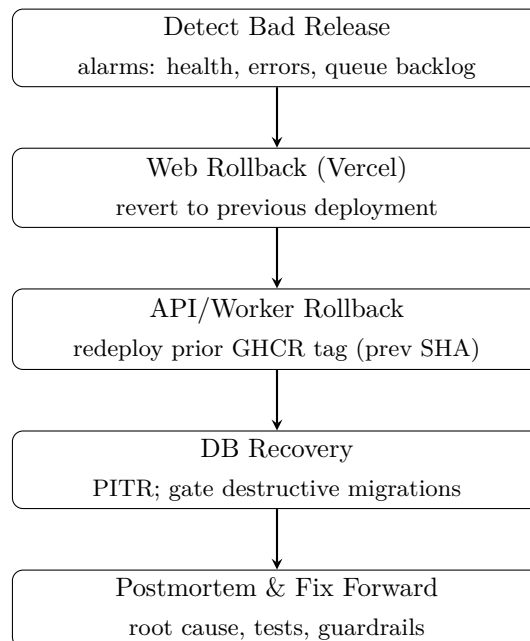 Detect Bad Release
alarms: health, errors, queue backlog
Web Rollback (Vercel)
revert to previous deployment
API/Worker Rollback
redeploy prior GHCR tag (prev SHA)
DB Recovery
PITR; gate destructive migrations
Postmortem & Fix Forward
root cause, tests, guardrails